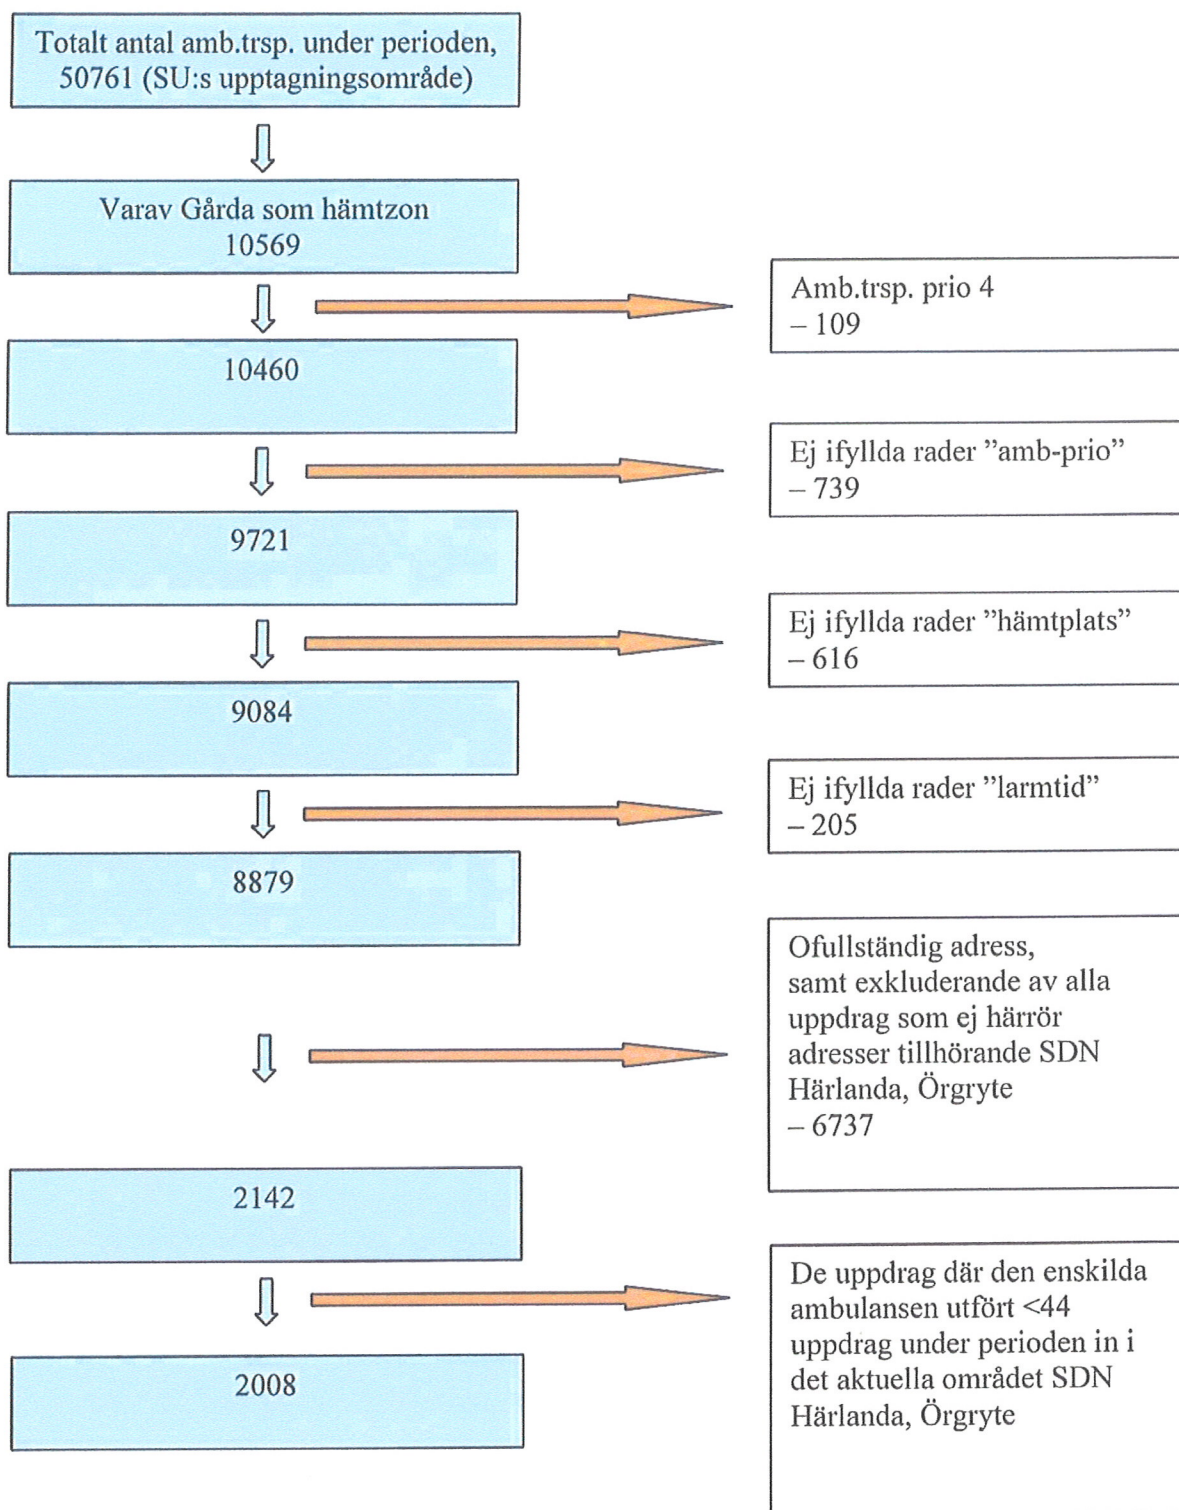 Totalt antal amb.trsp. under perioden,
50761 (SU:s upptagningsområde)
Varav Gårda som hämtzon
10569
Amb.trsp. prio 4
– 109
10460
Ej ifyllda rader ”amb-prio”
– 739
9721
Ej ifyllda rader ”hämtplats”
– 616
9084
Ej ifyllda rader ”larmtid”
– 205
8879
Ofullständig adress,
samt exkluderande av alla
uppdrag som ej härrör
adresser tillhörande SDN
Härlanda, Örgryte
– 6737
2142
De uppdrag där den enskilda
ambulansen utfört <44
uppdrag under perioden in i
det aktuella området SDN
Härlanda, Örgryte
2008